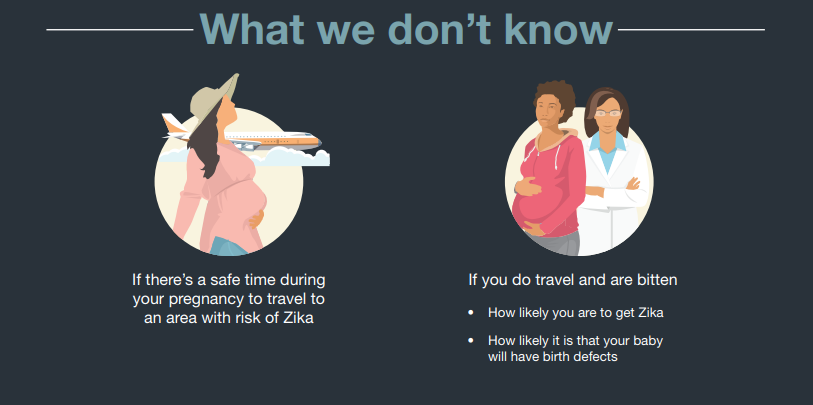 What we don’t know
If there’s a safe time during
your pregnancy to travel to
an area with risk of Zika
If you do travel and are bitten
• How likely you are to get Zika
• How likely it is that your baby
will have birth defects